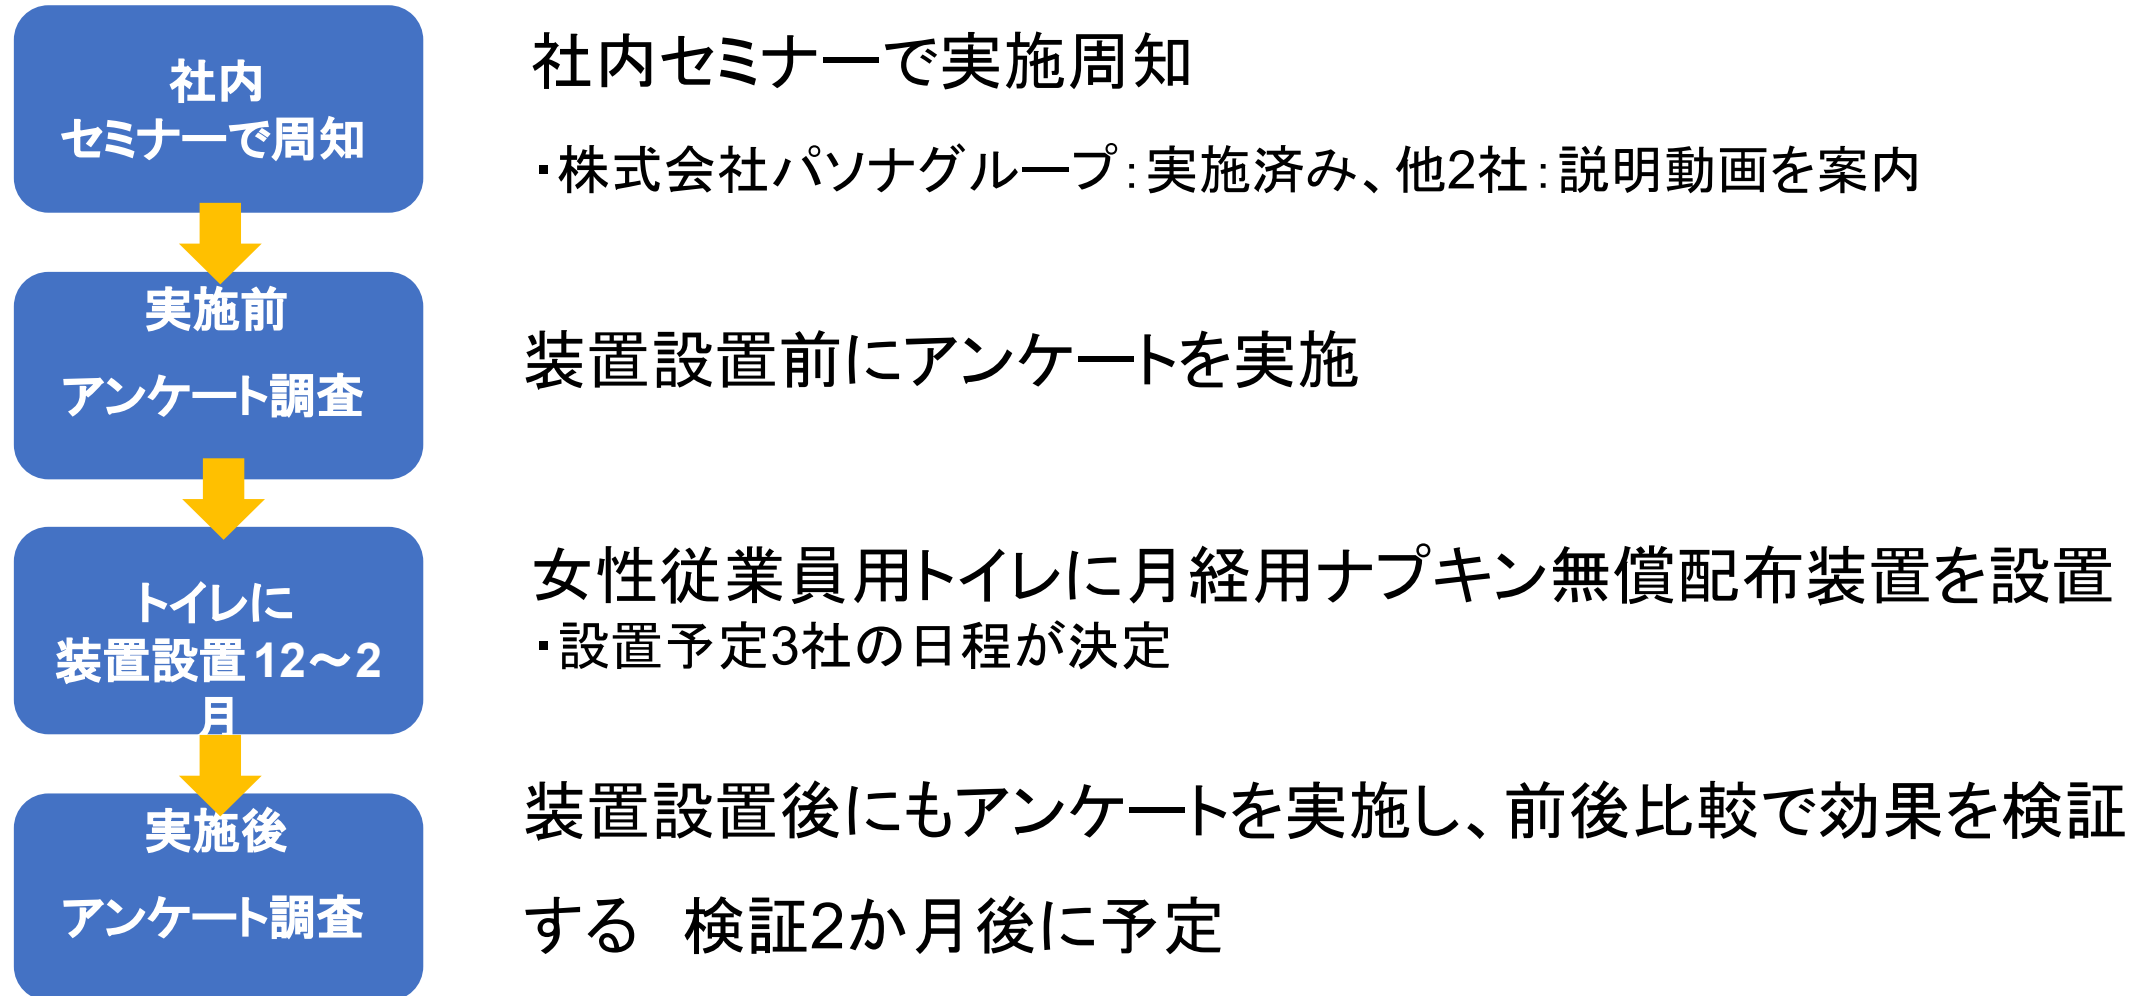 社内
セミナーで周知
社内セミナーで実施周知
・株式会社パソナグループ：実施済み、他2社：説明動画を案内
実施前
アンケート調査
装置設置前にアンケートを実施
トイレに
装置設置12～2
月
女性従業員用トイレに月経用ナプキン無償配布装置を設置
・設置予定3社の日程が決定
実施後
アンケート調査
装置設置後にもアンケートを実施し、前後比較で効果を検証
する　検証2か月後に予定